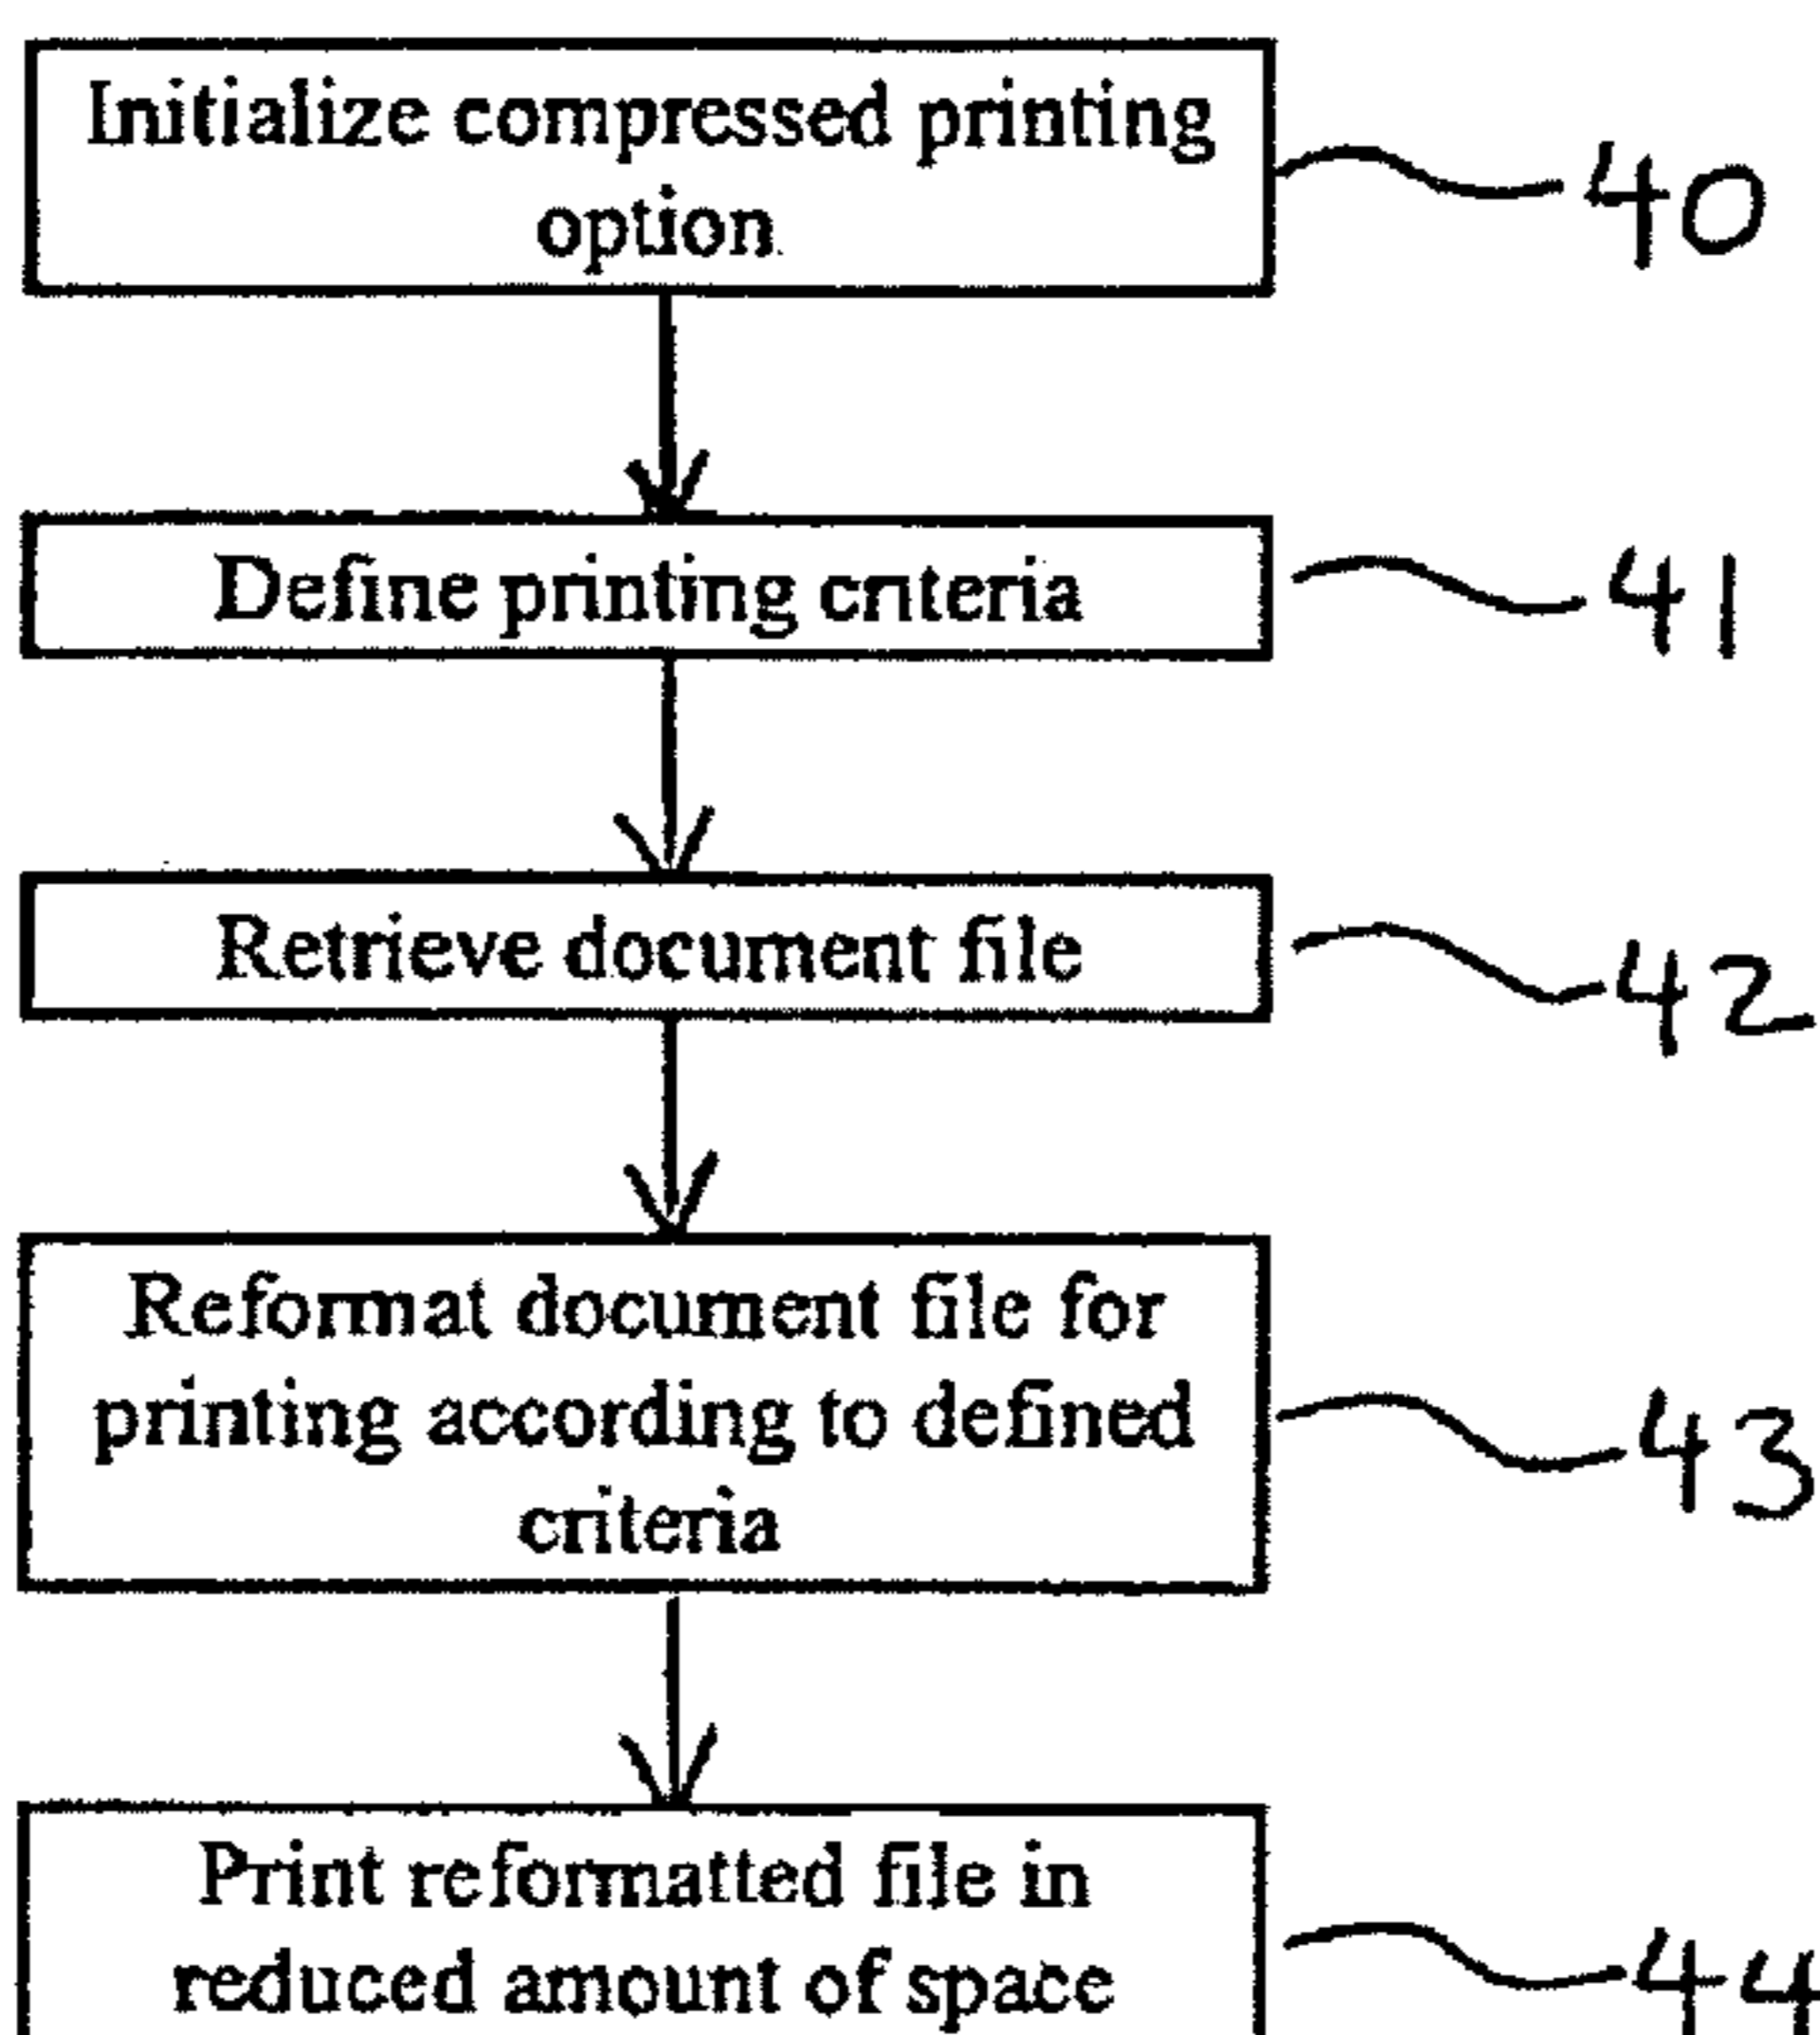 Initialize compressed printing
option
40
Define printing criteria
41
Retrieve document file
42
Reformat document file for
printing according to defined
criteria
43
Print reformatted file in
reduced amount of space
44